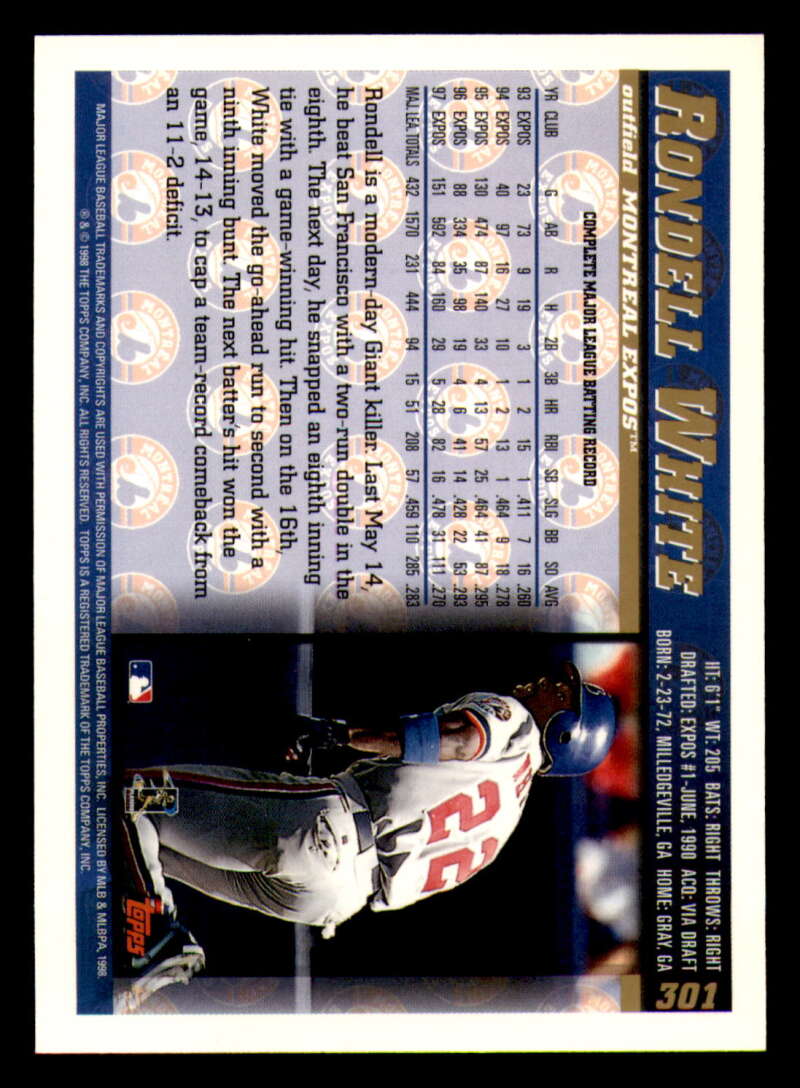 RONDELL WHITE
HT: 6'1" WT: 205 BATS: RIGHT THROWS: RIGHT
DRAFTED: EXPOS #1-JUNE, 1990 ACQ: VIA DRAFT
BORN: 2-23-72, MILLEDGEVILLE, GA HOME: GRAY, GA
301
outfield MONTREAL EXPOS™
COMPLETE MAJOR LEAGUE BATTING RECORD
YR CLUB G AB R H 2B 3B HR RBI SB SLG BB SO AVG
93 EXPOS 23 73 9 19 3 1 2 15 1 .411 7 16 .260
94 EXPOS 40 97 16 27 10 1 2 13 1 .464 9 18 .278
95 EXPOS 130 474 87 140 33 4 13 57 25 .464 41 87 .295
96 EXPOS 88 334 35 98 19 4 6 41 14 .428 22 53 .293
97 EXPOS 151 592 84 160 29 5 28 82 16 .478 31 111 .270
MAJ. LEA. TOTALS 432 1570 231 444 94 15 51 208 57 .459 110 285 .283
Rondell is a modern-day Giant killer. Last May 14,
he beat San Francisco with a two-run double in the
eighth. The next day, he snapped an eighth inning
tie with a game-winning hit. Then on the 16th,
White moved the go-ahead run to second with a
ninth inning bunt. The next batter's hit won the
game, 14-13, to cap a team-record comeback from
an 11-2 deficit.
22
Topps
MAJOR LEAGUE BASEBALL TRADEMARKS AND COPYRIGHTS ARE USED WITH PERMISSION OF MAJOR LEAGUE BASEBALL PROPERTIES, INC. LICENSED BY MLB & MLBPA, 1998.
® & © 1998 THE TOPPS COMPANY, INC. ALL RIGHTS RESERVED. TOPPS IS A REGISTERED TRADEMARK OF THE TOPPS COMPANY, INC.